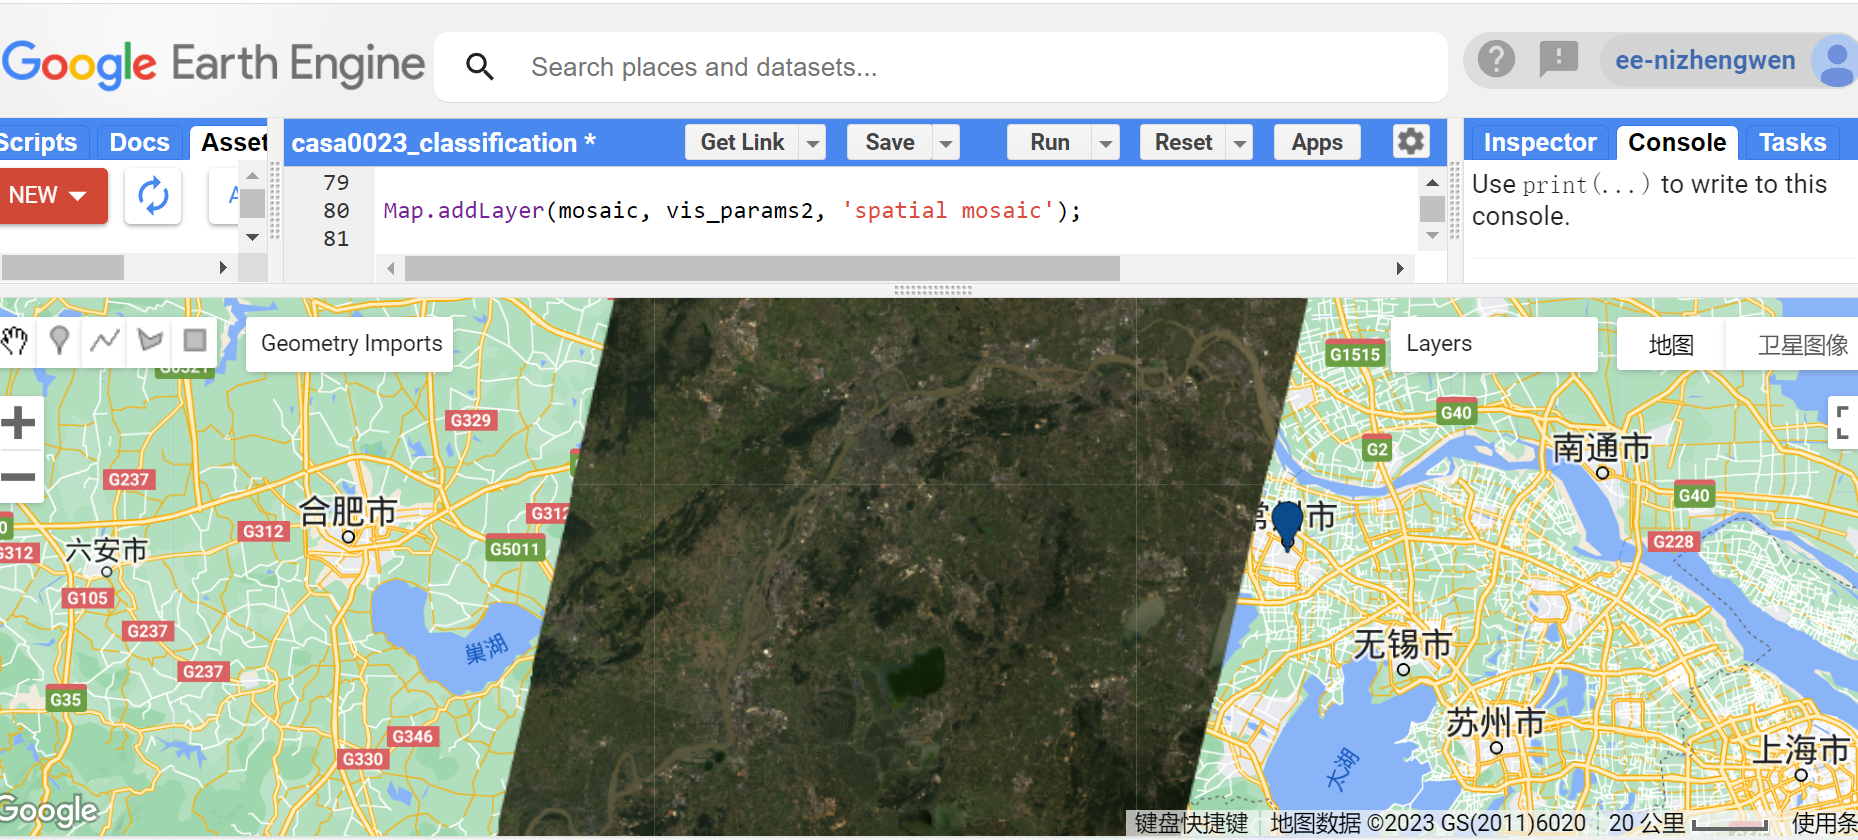 Google Earth Engine
Search places and datasets...
ee-nizhengwen
Scripts
Docs
Asset
casa0023_classification *
Get Link
Save
Run
Reset
Apps
Inspector
Console
Tasks
NEW
A
79
80 Map.addLayer(mosaic, vis_params2, 'spatial mosaic');
81
Use print(...) to write to this
console.
Geometry Imports
Layers
地图
卫星图像
G1515
G329
G40
G2
南通市
G237
G40
合肥市
G312
G312
常州市
G312
六安市
G5011
G228
G105
G237
巢湖
无锡市
G237
G35
苏州市
G346
上海市
G330
太湖
Google
键盘快捷键
地图数据 ©2023 GS(2011)6020
20 公里
使用条